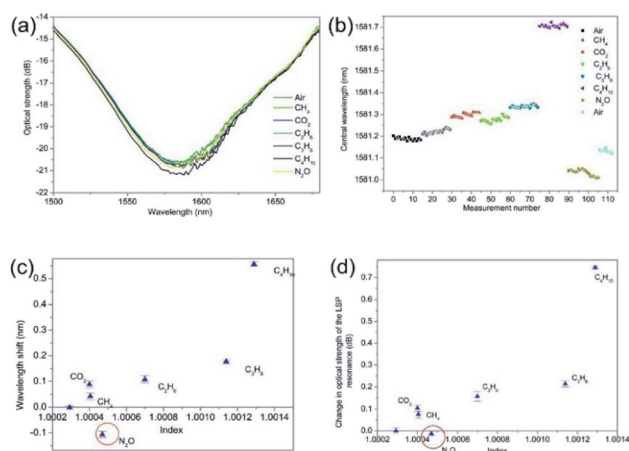 (a)
-14
-15
-16
-17
-18
-19
-20
-21
-22
Optical strength (dB)
Air
CH4
CO2
C2H6
C3H8
C4H10
N2O
1500
1550
1600
1650
Wavelength (nm)
(b)
1581.7
1581.6
1581.5
1581.4
1581.3
1581.2
1581.1
1581.0
Central wavelength (nm)
Air
CH4
CO2
C2H6
C3H8
C4H10
N2O
Air
0 10 20 30 40 50 60 70 80 90 100 110
Measurement number
(c)
0.5
0.4
0.3
0.2
0.1
0.0
-0.1
Wavelength shift (nm)
C4H10
C3H8
C2H6
CO2
CH4
N2O
1.0002 1.0004 1.0006 1.0008 1.0010 1.0012 1.0014
Index
(d)
0.7
0.6
0.5
0.4
0.3
0.2
0.1
0.0
Change in optical strength of the LSP
resonance (dB)
C4H10
C3H8
C2H6
CO2
CH4
N2O
1.0002 1.0004 1.0006 1.0008 1.0010 1.0012 1.0014
Index